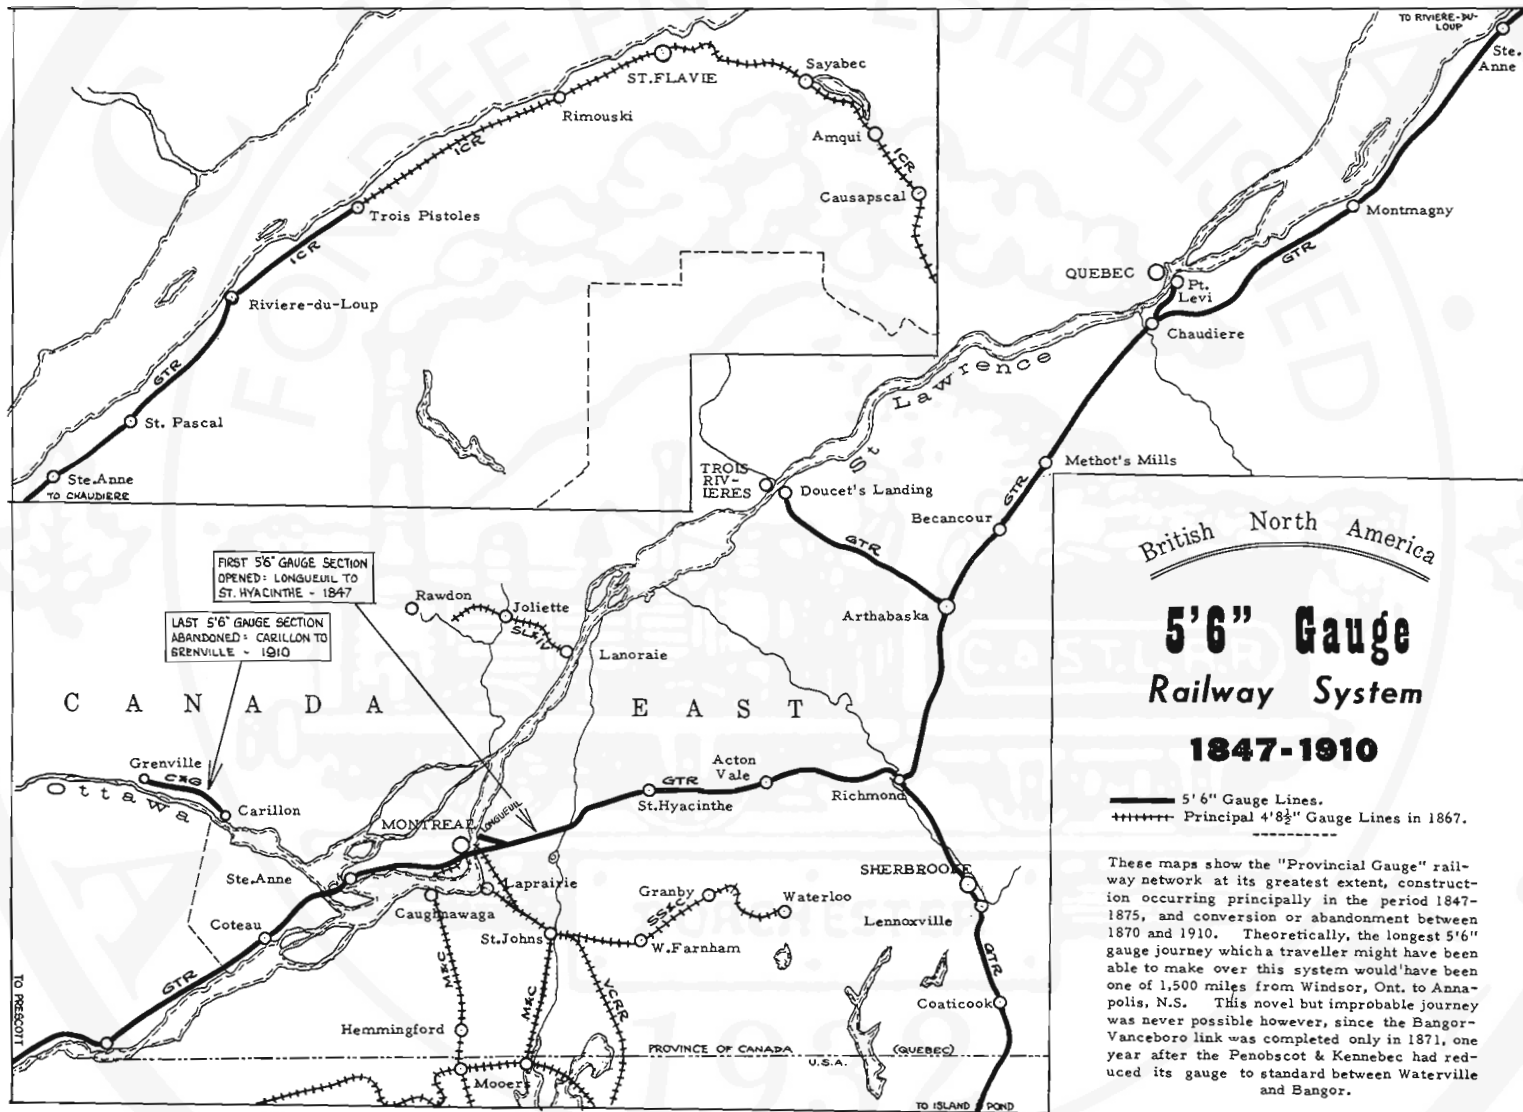 TO RIVIERE-DU-
LOUP
Ste.
Anne
Sayabec
ST.FLAVIE
Rimouski
ICR
Amqui
ICR
Causapscal
Trois Pistoles
ICR
Riviere-du-Loup
GTR
St. Pascal
Ste.Anne
TO CHAUDIERE
Montmagny
GTR
QUEBEC
Pt.
Levi
Chaudiere
St Lawrence
Methot's Mills
GTR
TROIS
RIV-
IERES
Doucet's Landing
Becancour
GTR
Arthabaska
FIRST 5'6" GAUGE SECTION
OPENED: LONGUEUIL TO
ST. HYACINTHE - 1847
LAST 5'6" GAUGE SECTION
ABANDONED: CARILLON TO
GRENVILLE - 1910
Rawdon
Joliette
SL&IV
Lanoraie
CANADA EAST
Grenville
C&G
Ottawa
Carillon
MONTREAL
LONGUEUIL
GTR
St.Hyacinthe
Acton
Vale
Richmond
Ste.Anne
Laprairie
Caughnawaga
Coteau
GTR
TO PRESCOTT
St.Johns
Granby
SS&C
Waterloo
W.Farnham
SHERBROOKE
Lennoxville
GTR
Coaticook
M&C
M&C
VCRR
Hemmingford
Mooers
PROVINCE OF CANADA
(QUEBEC)
U.S.A.
TO ISLAND POND
British North America
5'6" Gauge
Railway System
1847-1910
5'6" Gauge Lines.
Principal 4'8½" Gauge Lines in 1867.
These maps show the "Provincial Gauge" rail-
way network at its greatest extent, construct-
ion occurring principally in the period 1847-
1875, and conversion or abandonment between
1870 and 1910. Theoretically, the longest 5'6"
gauge journey which a traveller might have been
able to make over this system would have been
one of 1,500 miles from Windsor, Ont. to Anna-
polis, N.S. This novel but improbable journey
was never possible however, since the Bangor-
Vanceboro link was completed only in 1871, one
year after the Penobscot & Kennebec had red-
uced its gauge to standard between Waterville
and Bangor.